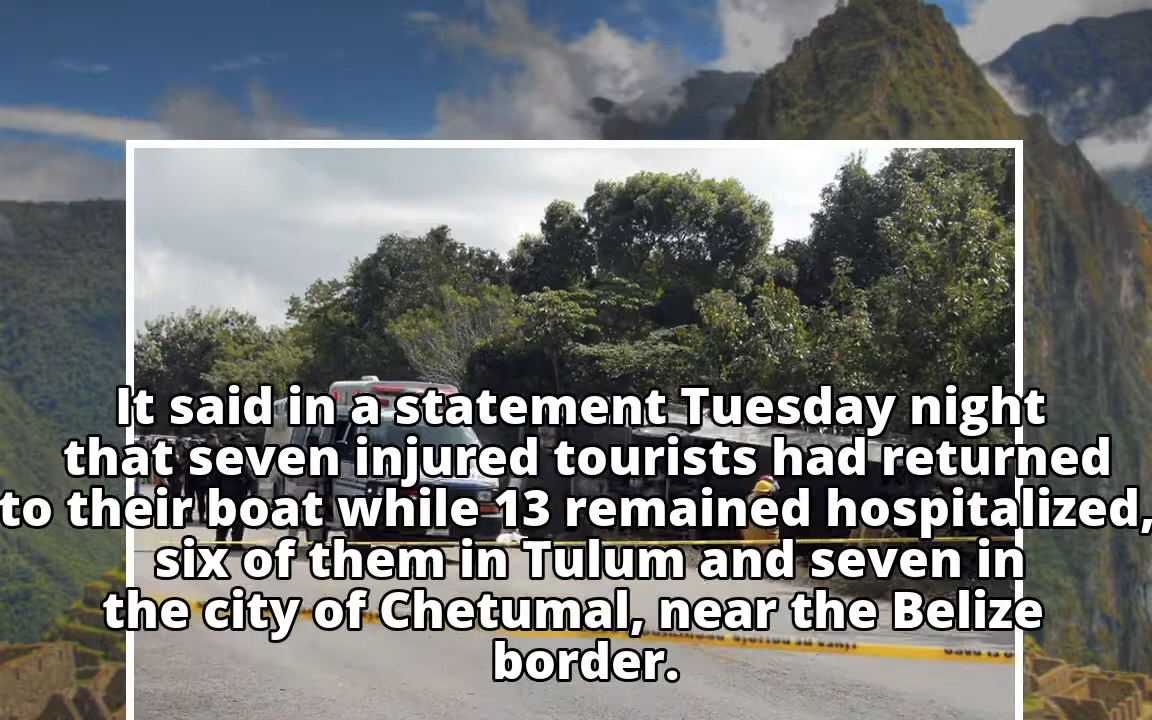 It said in a statement Tuesday night
that seven injured tourists had returned
to their boat while 13 remained hospitalized,
six of them in Tulum and seven in
the city of Chetumal, near the Belize
border.